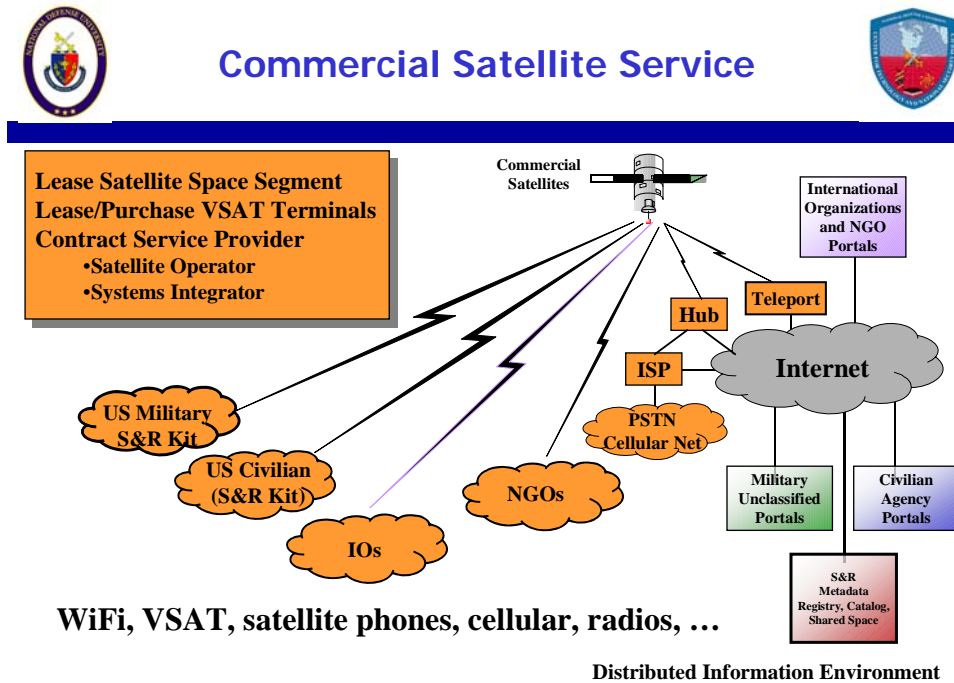 NATIONAL DEFENSE UNIVERSITY
Commercial Satellite Service
Lease Satellite Space Segment
Lease/Purchase VSAT Terminals
Contract Service Provider
•Satellite Operator
•Systems Integrator
Commercial
Satellites
International
Organizations
and NGO
Portals
Teleport
Hub
ISP
Internet
PSTN
Cellular Net
US Military
S&R Kit
US Civilian
(S&R Kit)
IOs
NGOs
Military
Unclassified
Portals
Civilian
Agency
Portals
S&R
Metadata
Registry, Catalog,
Shared Space
WiFi, VSAT, satellite phones, cellular, radios, …
Distributed Information Environment